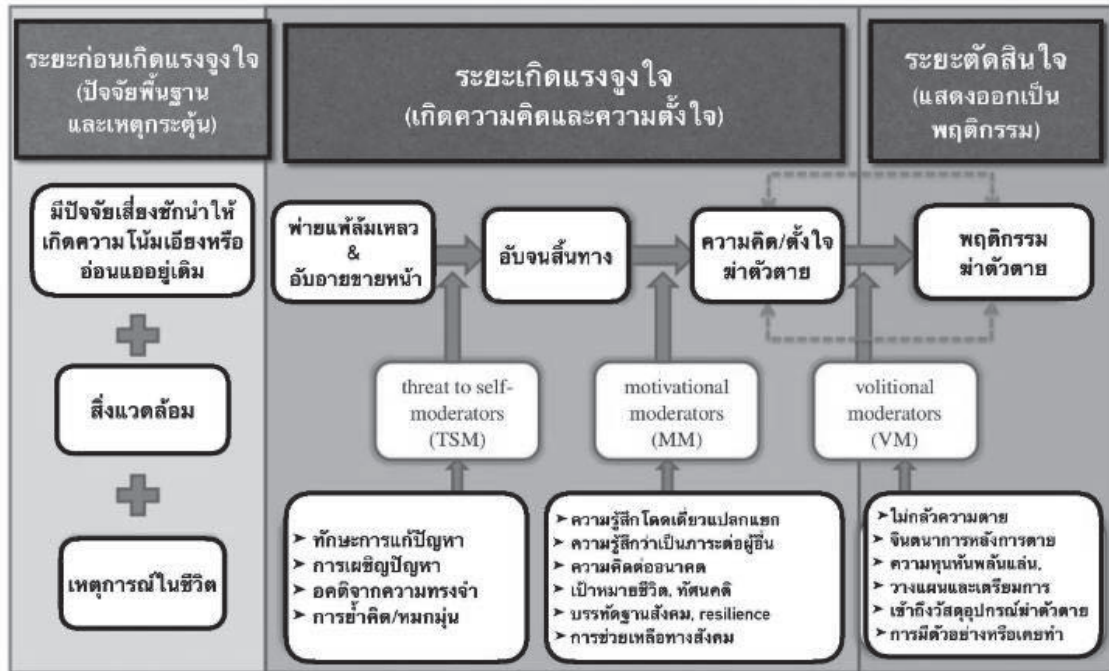 ระยะก่อนเกิดแรงจูงใจ
(ปัจจัยพื้นฐาน
และเหตุกระตุ้น)
ระยะเกิดแรงจูงใจ
(เกิดความคิดและความตั้งใจ)
ระยะตัดสินใจ
(แสดงออกเป็น
พฤติกรรม)
มีปัจจัยเสี่ยงชักนำให้
เกิดความโน้มเอียงหรือ
อ่อนแออยู่เดิม
สิ่งแวดล้อม
เหตุการณ์ในชีวิต
พ่ายแพ้ล้มเหลว
&
อับอายขายหน้า
อับจนสิ้นทาง
ความคิด/ตั้งใจ
ฆ่าตัวตาย
พฤติกรรม
ฆ่าตัวตาย
threat to self-
moderators
(TSM)
motivational
moderators
(MM)
volitional
moderators
(VM)
➤ ทักษะการแก้ปัญหา
➤ การเผชิญปัญหา
➤ อคติจากความทรงจำ
➤ การย้ำคิด/หมกมุ่น
➤ ความรู้สึกโดดเดี่ยวแปลกแยก
➤ ความรู้สึกว่าเป็นภาระต่อผู้อื่น
➤ ความคิดต่ออนาคต
➤ เป้าหมายชีวิต, ทัศนคติ
➤ บรรทัดฐานสังคม, resilience
➤ การช่วยเหลือทางสังคม
➤ ไม่กลัวความตาย
➤ จินตนาการหลังการตาย
➤ ความหุนหันพลันแล่น,
➤ วางแผนและเตรียมการ
➤ เข้าถึงวัสดุอุปกรณ์ฆ่าตัวตาย
➤ การมีตัวอย่างหรือเคยทำ